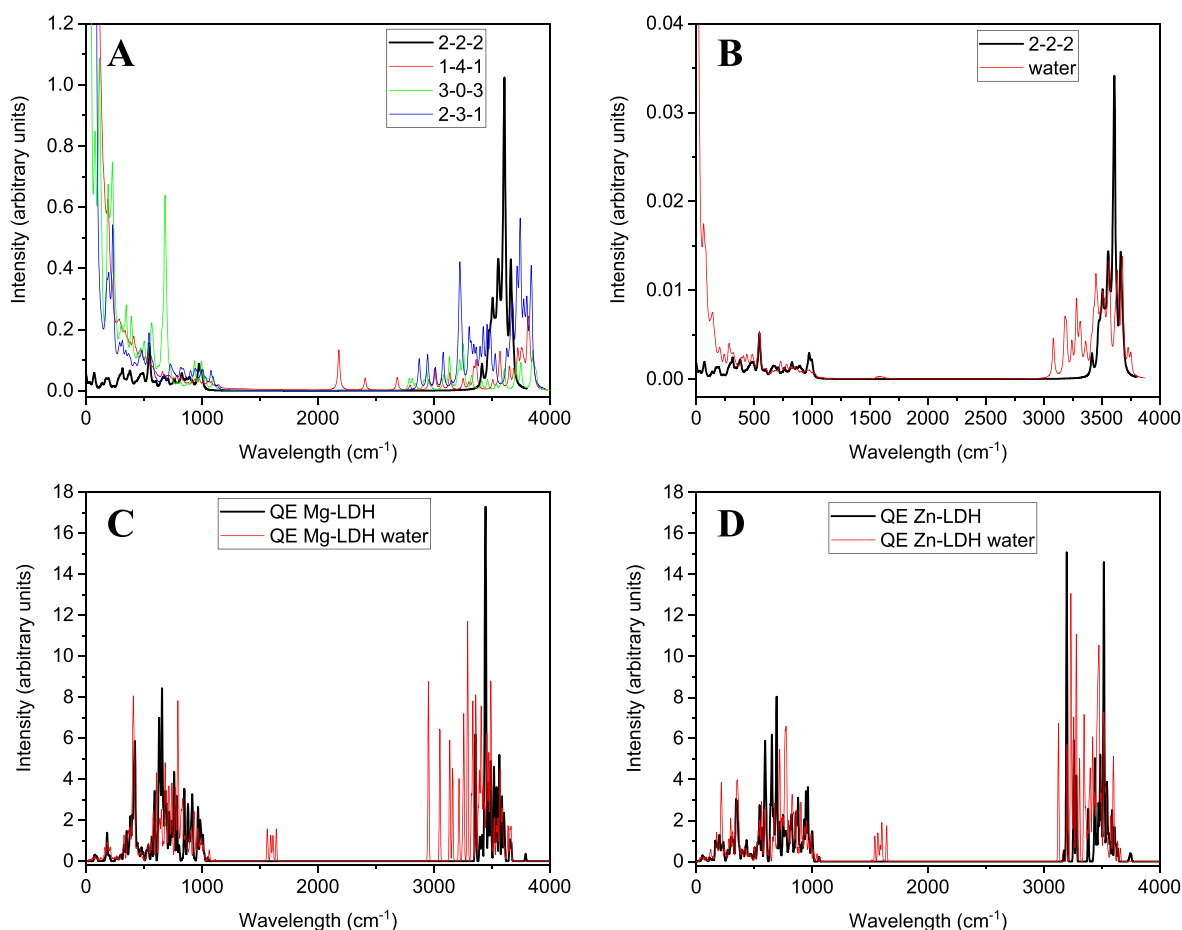 A
2-2-2
1-4-1
3-0-3
2-3-1
Intensity (arbitrary units)
1.2
1.0
0.8
0.6
0.4
0.2
0.0
0 1000 2000 3000 4000
Wavelength (cm-1)
B
2-2-2
water
Intensity (arbitrary units)
0.04
0.03
0.02
0.01
0.00
0 500 1000 1500 2000 2500 3000 3500 4000
Wavelength (cm-1)
C
QE Mg-LDH
QE Mg-LDH water
Intensity (arbitrary units)
18
16
14
12
10
8
6
4
2
0
0 1000 2000 3000 4000
Wavelength (cm-1)
D
QE Zn-LDH
QE Zn-LDH water
Intensity (arbitrary units)
18
16
14
12
10
8
6
4
2
0
0 1000 2000 3000 4000
Wavelength (cm-1)